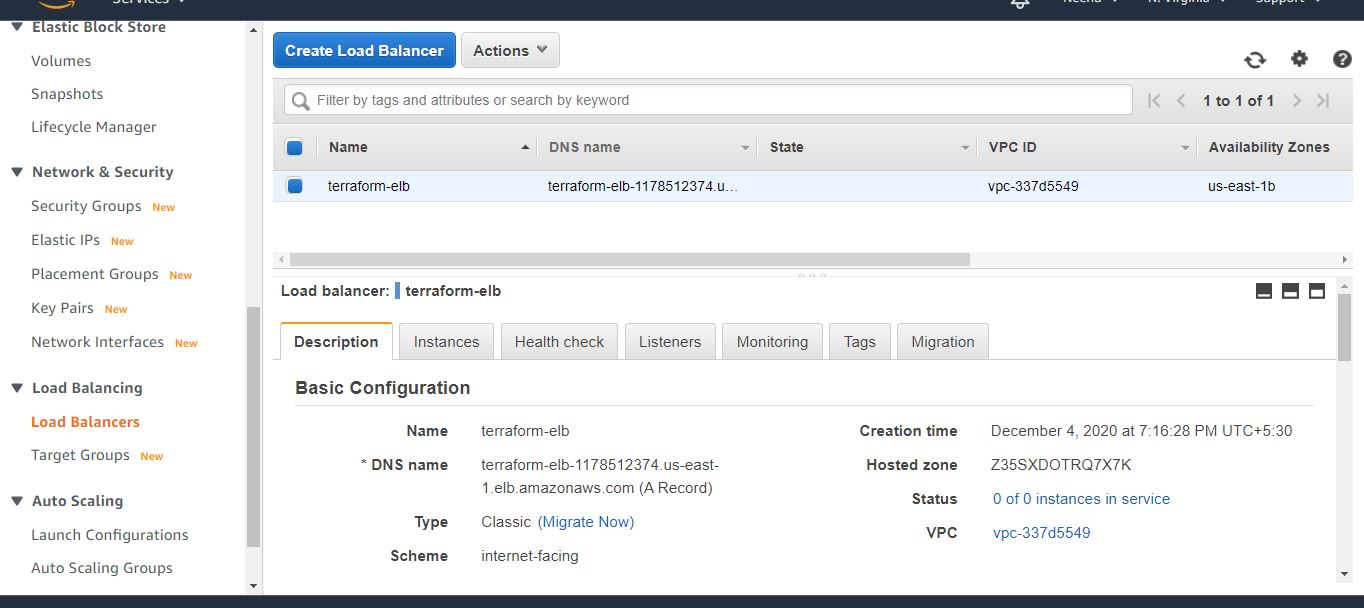 Services
Neena
N. Virginia
Support
Elastic Block Store
Volumes
Snapshots
Lifecycle Manager
Network & Security
Security Groups New
Elastic IPs New
Placement Groups New
Key Pairs New
Network Interfaces New
Load Balancing
Load Balancers
Target Groups New
Auto Scaling
Launch Configurations
Auto Scaling Groups
Create Load Balancer Actions
Filter by tags and attributes or search by keyword 1 to 1 of 1
Name DNS name State VPC ID Availability Zones
terraform-elb terraform-elb-1178512374.u... vpc-337d5549 us-east-1b
Load balancer: terraform-elb
Description Instances Health check Listeners Monitoring Tags Migration
Basic Configuration
Name terraform-elb
* DNS name terraform-elb-1178512374.us-east-
1.elb.amazonaws.com (A Record)
Type Classic (Migrate Now)
Scheme internet-facing
Creation time December 4, 2020 at 7:16:28 PM UTC+5:30
Hosted zone Z35SXDOTRQ7X7K
Status 0 of 0 instances in service
VPC vpc-337d5549